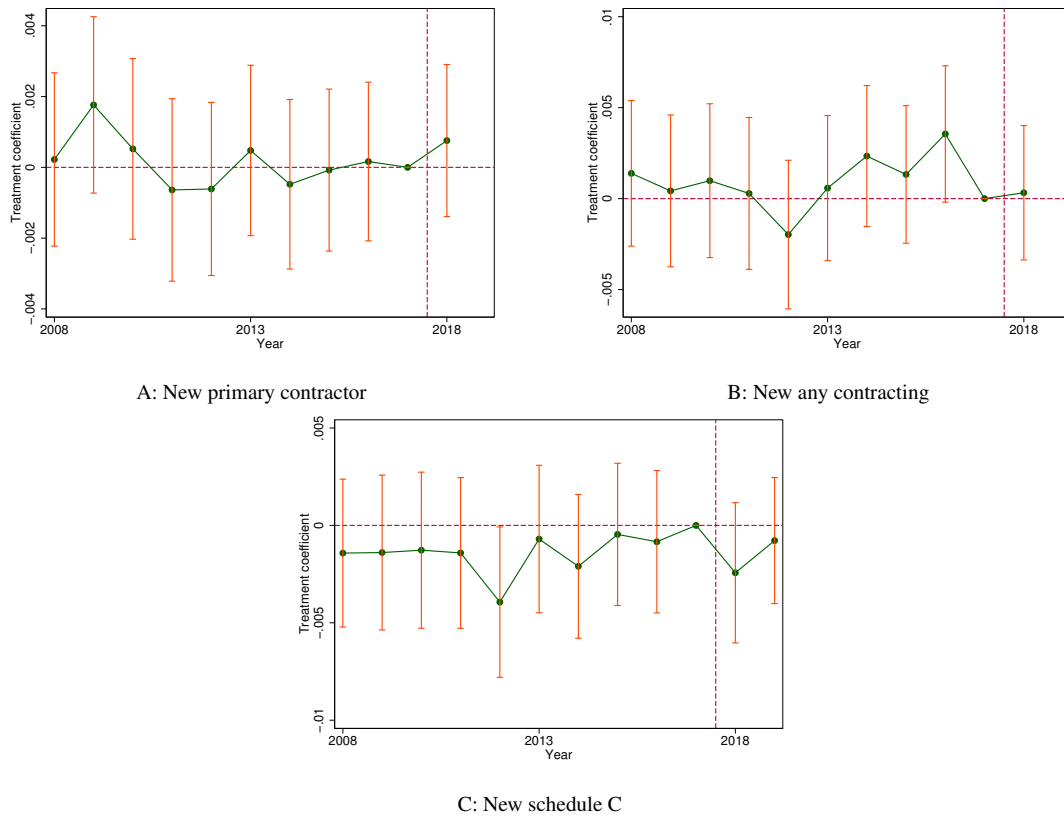 .004
.002
0
-.002
-.004
Treatment coefficient
2008
2013
2018
Year
A: New primary contractor
.01
.005
0
-.005
Treatment coefficient
2008
2013
2018
Year
B: New any contracting
.005
0
-.005
-.01
Treatment coefficient
2008
2013
2018
Year
C: New schedule C